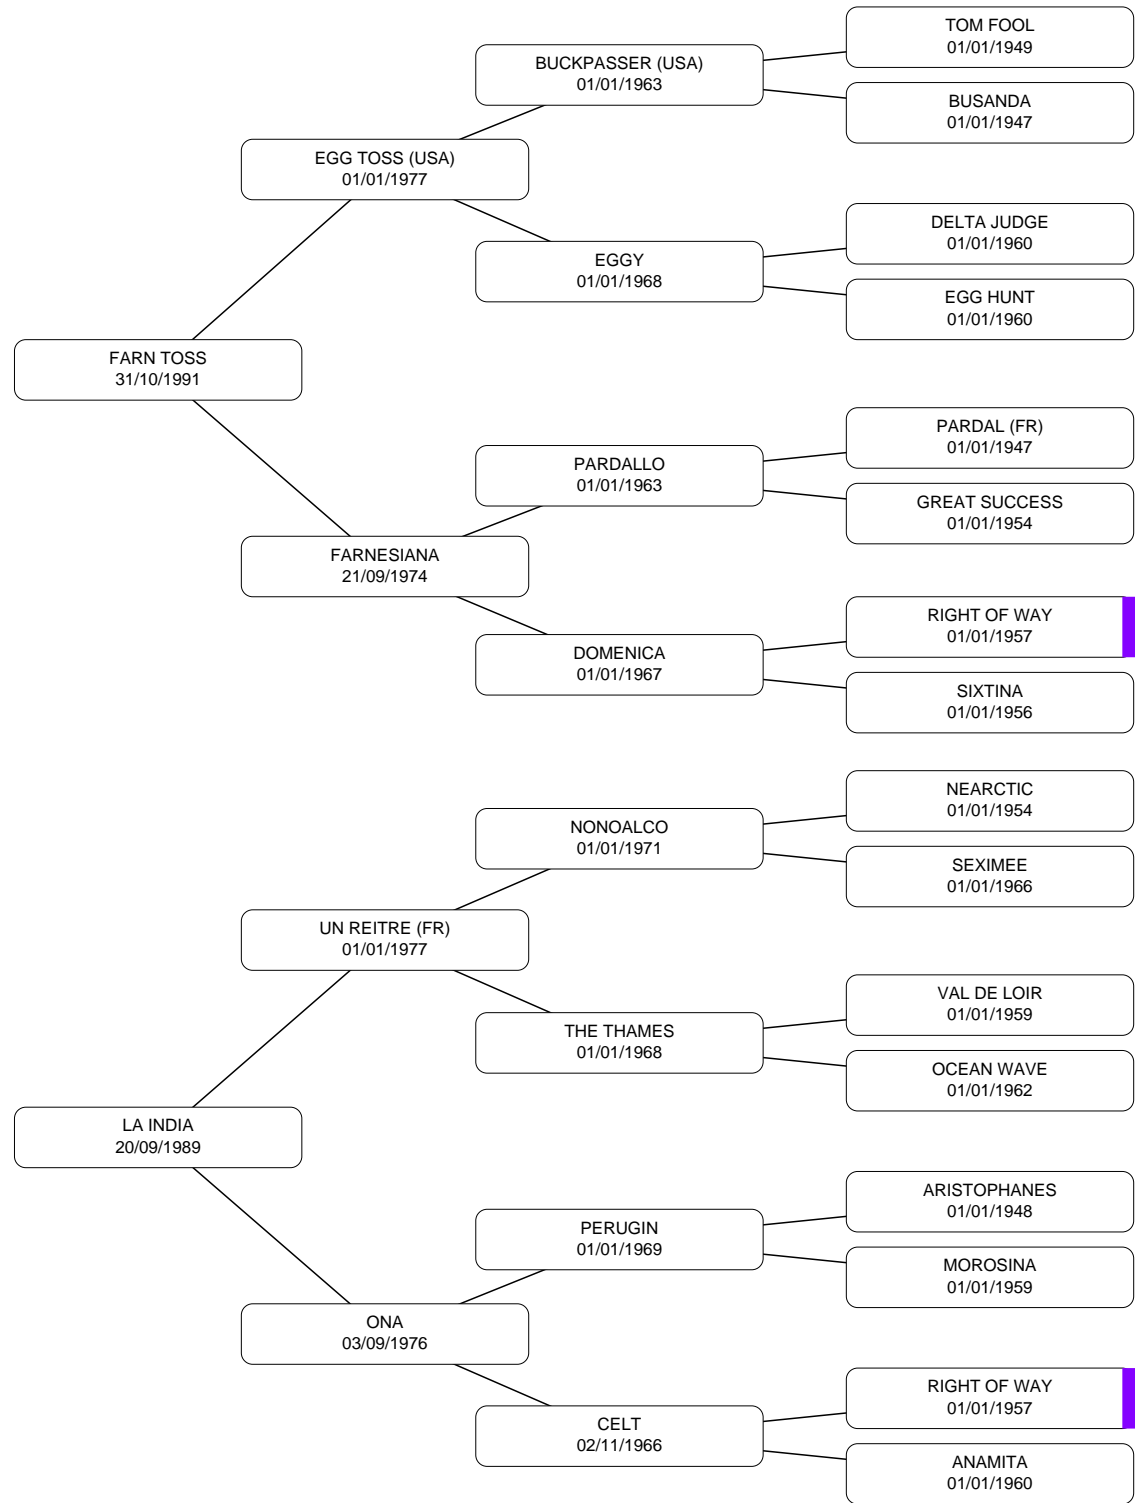 TOM FOOL
01/01/1949
BUCKPASSER (USA)
01/01/1963
BUSANDA
01/01/1947
EGG TOSS (USA)
01/01/1977
DELTA JUDGE
01/01/1960
EGGY
01/01/1968
EGG HUNT
01/01/1960
FARN TOSS
31/10/1991
PARDAL (FR)
01/01/1947
PARDALLO
01/01/1963
GREAT SUCCESS
01/01/1954
FARNESIANA
21/09/1974
RIGHT OF WAY
01/01/1957
DOMENICA
01/01/1967
SIXTINA
01/01/1956
NEARCTIC
01/01/1954
NONOALCO
01/01/1971
SEXIMEE
01/01/1966
UN REITRE (FR)
01/01/1977
VAL DE LOIR
01/01/1959
THE THAMES
01/01/1968
OCEAN WAVE
01/01/1962
LA INDIA
20/09/1989
ARISTOPHANES
01/01/1948
PERUGIN
01/01/1969
MOROSINA
01/01/1959
ONA
03/09/1976
RIGHT OF WAY
01/01/1957
CELT
02/11/1966
ANAMITA
01/01/1960